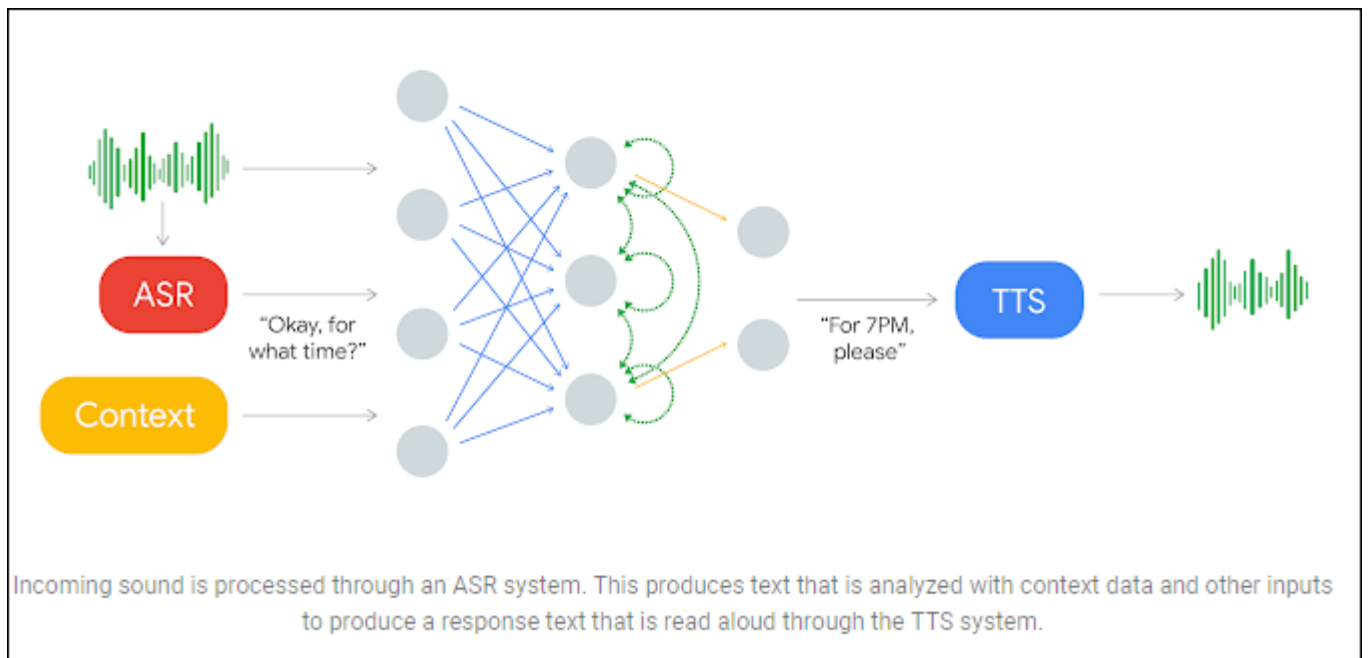 ASR
"Okay, for
what time?"
Context
"For 7PM,
please"
TTS
Incoming sound is processed through an ASR system. This produces text that is analyzed with context data and other inputs
to produce a response text that is read aloud through the TTS system.